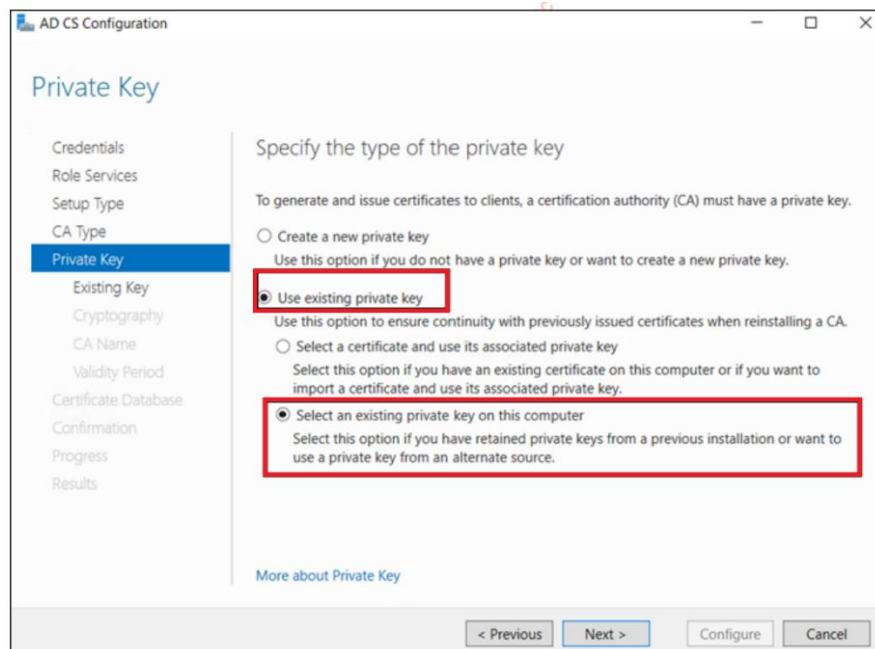 AD CS Configuration
Private Key
Credentials
Role Services
Setup Type
CA Type
Private Key
Existing Key
Cryptography
CA Name
Validity Period
Certificate Database
Confirmation
Progress
Results
Specify the type of the private key
To generate and issue certificates to clients, a certification authority (CA) must have a private key.
Create a new private key
Use this option if you do not have a private key or want to create a new private key.
Use existing private key
Use this option to ensure continuity with previously issued certificates when reinstalling a CA.
Select a certificate and use its associated private key
Select this option if you have an existing certificate on this computer or if you want to
import a certificate and use its associated private key.
Select an existing private key on this computer
Select this option if you have retained private keys from a previous installation or want to
use a private key from an alternate source.
More about Private Key
< Previous
Next >
Configure
Cancel